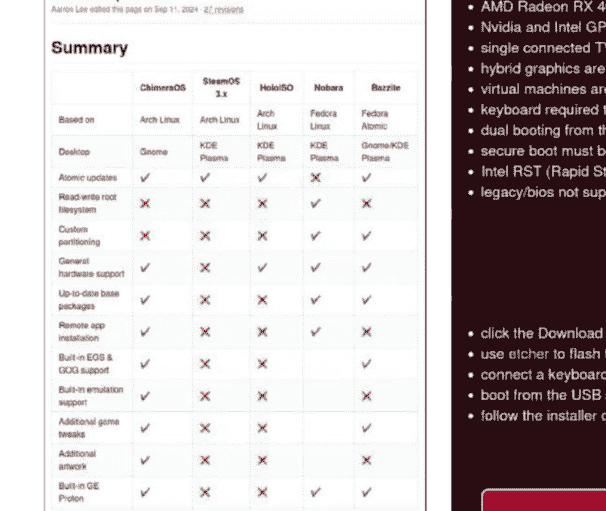 Aaron Lee edited this page on Sep 11, 2024 · 27 revisions
Summary
ChimeraOS SteamOS 3.x HoloISO Nobara Bazzite
Based on Arch Linux Arch Linux Arch Linux Fedora Linux Fedora Atomic
Desktop Gnome KDE Plasma KDE Plasma KDE Plasma Gnome/KDE Plasma
Atomic updates ✓ ✓ ✓ ✗ ✓
Read-write root filesystem ✗ ✗ ✗ ✓ ✗
Custom partitioning ✗ ✗ ✗ ✓ ✓
General hardware support ✓ ✗ ✓ ✓ ✓
Up-to-date base packages ✓ ✗ ✗ ✓ ✓
Remote app installation ✓ ✗ ✗ ✓ ✗
Built-in EGS & GOG support ✓ ✗ ✗ ✓
Built-in emulation support ✓ ✗ ✗ ✗
Additional game tweaks ✓ ✗ ✗ ✓
Additional artwork ✓ ✗ ✗ ✗
Built-in GE Proton ✓ ✗ ✗ ✓ ✓
• AMD Radeon RX 4
• Nvidia and Intel GP
• single connected T
• hybrid graphics are
• virtual machines are
• keyboard required t
• dual booting from th
• secure boot must b
• Intel RST (Rapid St
• legacy/bios not sup
• click the Download
• use etcher to flash
• connect a keyboard
• boot from the USB
• follow the installer